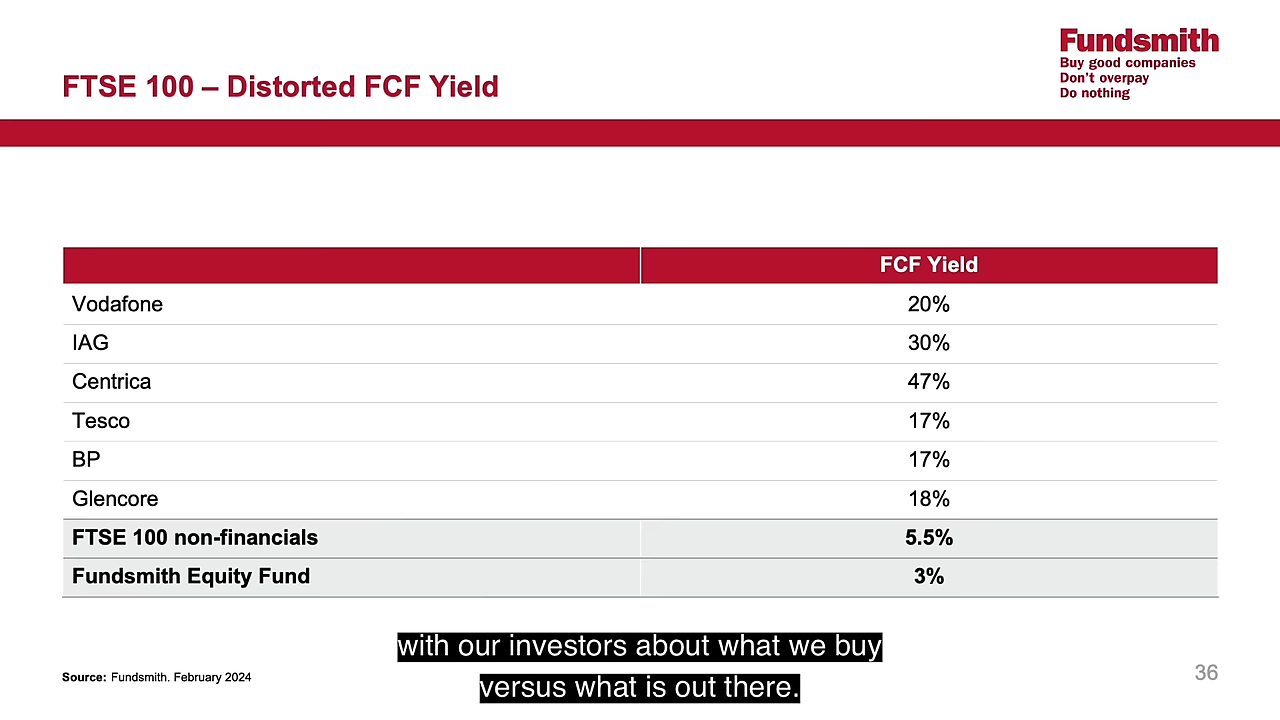 Fundsmith
Buy good companies
Don't overpay
Do nothing
FTSE 100 – Distorted FCF Yield
FCF Yield
Vodafone 20%
IAG 30%
Centrica 47%
Tesco 17%
BP 17%
Glencore 18%
FTSE 100 non-financials 5.5%
Fundsmith Equity Fund 3%
with our investors about what we buy
versus what is out there.
Source: Fundsmith. February 2024
36